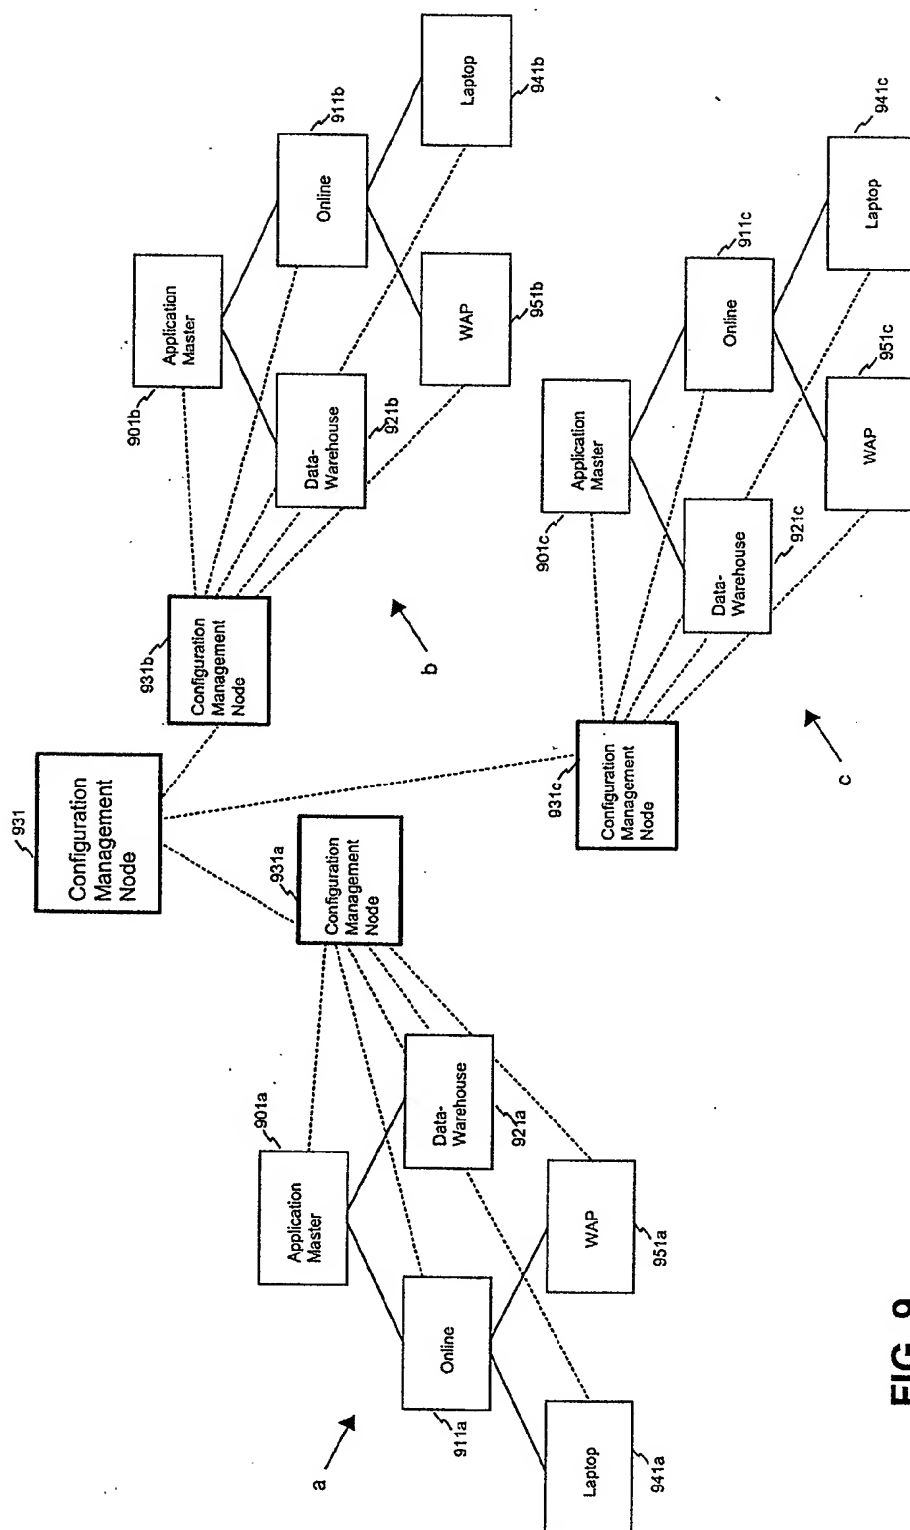 931
Configuration
Management
Node
931a
Configuration
Management
Node
931b
Configuration
Management
Node
931c
Configuration
Management
Node
a
901a
Application
Master
911a
Online
Data-
Warehouse
921a
Laptop
941a
WAP
951a
b
901b
Application
Master
Data-
Warehouse
921b
911b
Online
WAP
951b
Laptop
941b
c
901c
Application
Master
Data-
Warehouse
921c
911c
Online
951c
WAP
941c
Laptop
FIG. 9